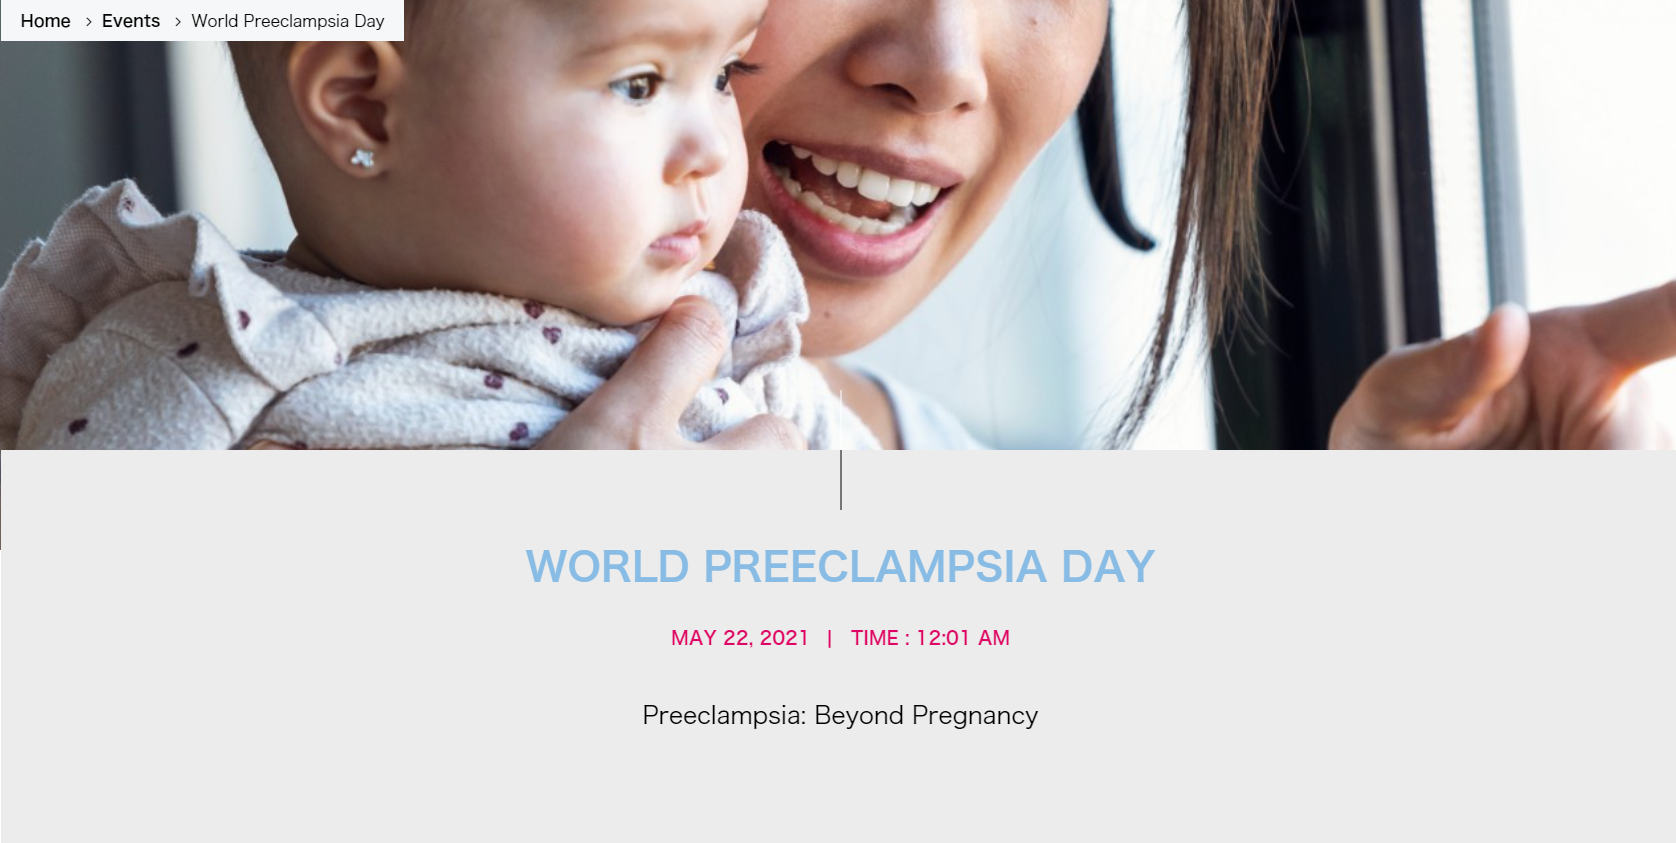 Home > Events > World Preeclampsia Day
WORLD PREECLAMPSIA DAY
MAY 22, 2021 | TIME : 12:01 AM
Preeclampsia: Beyond Pregnancy